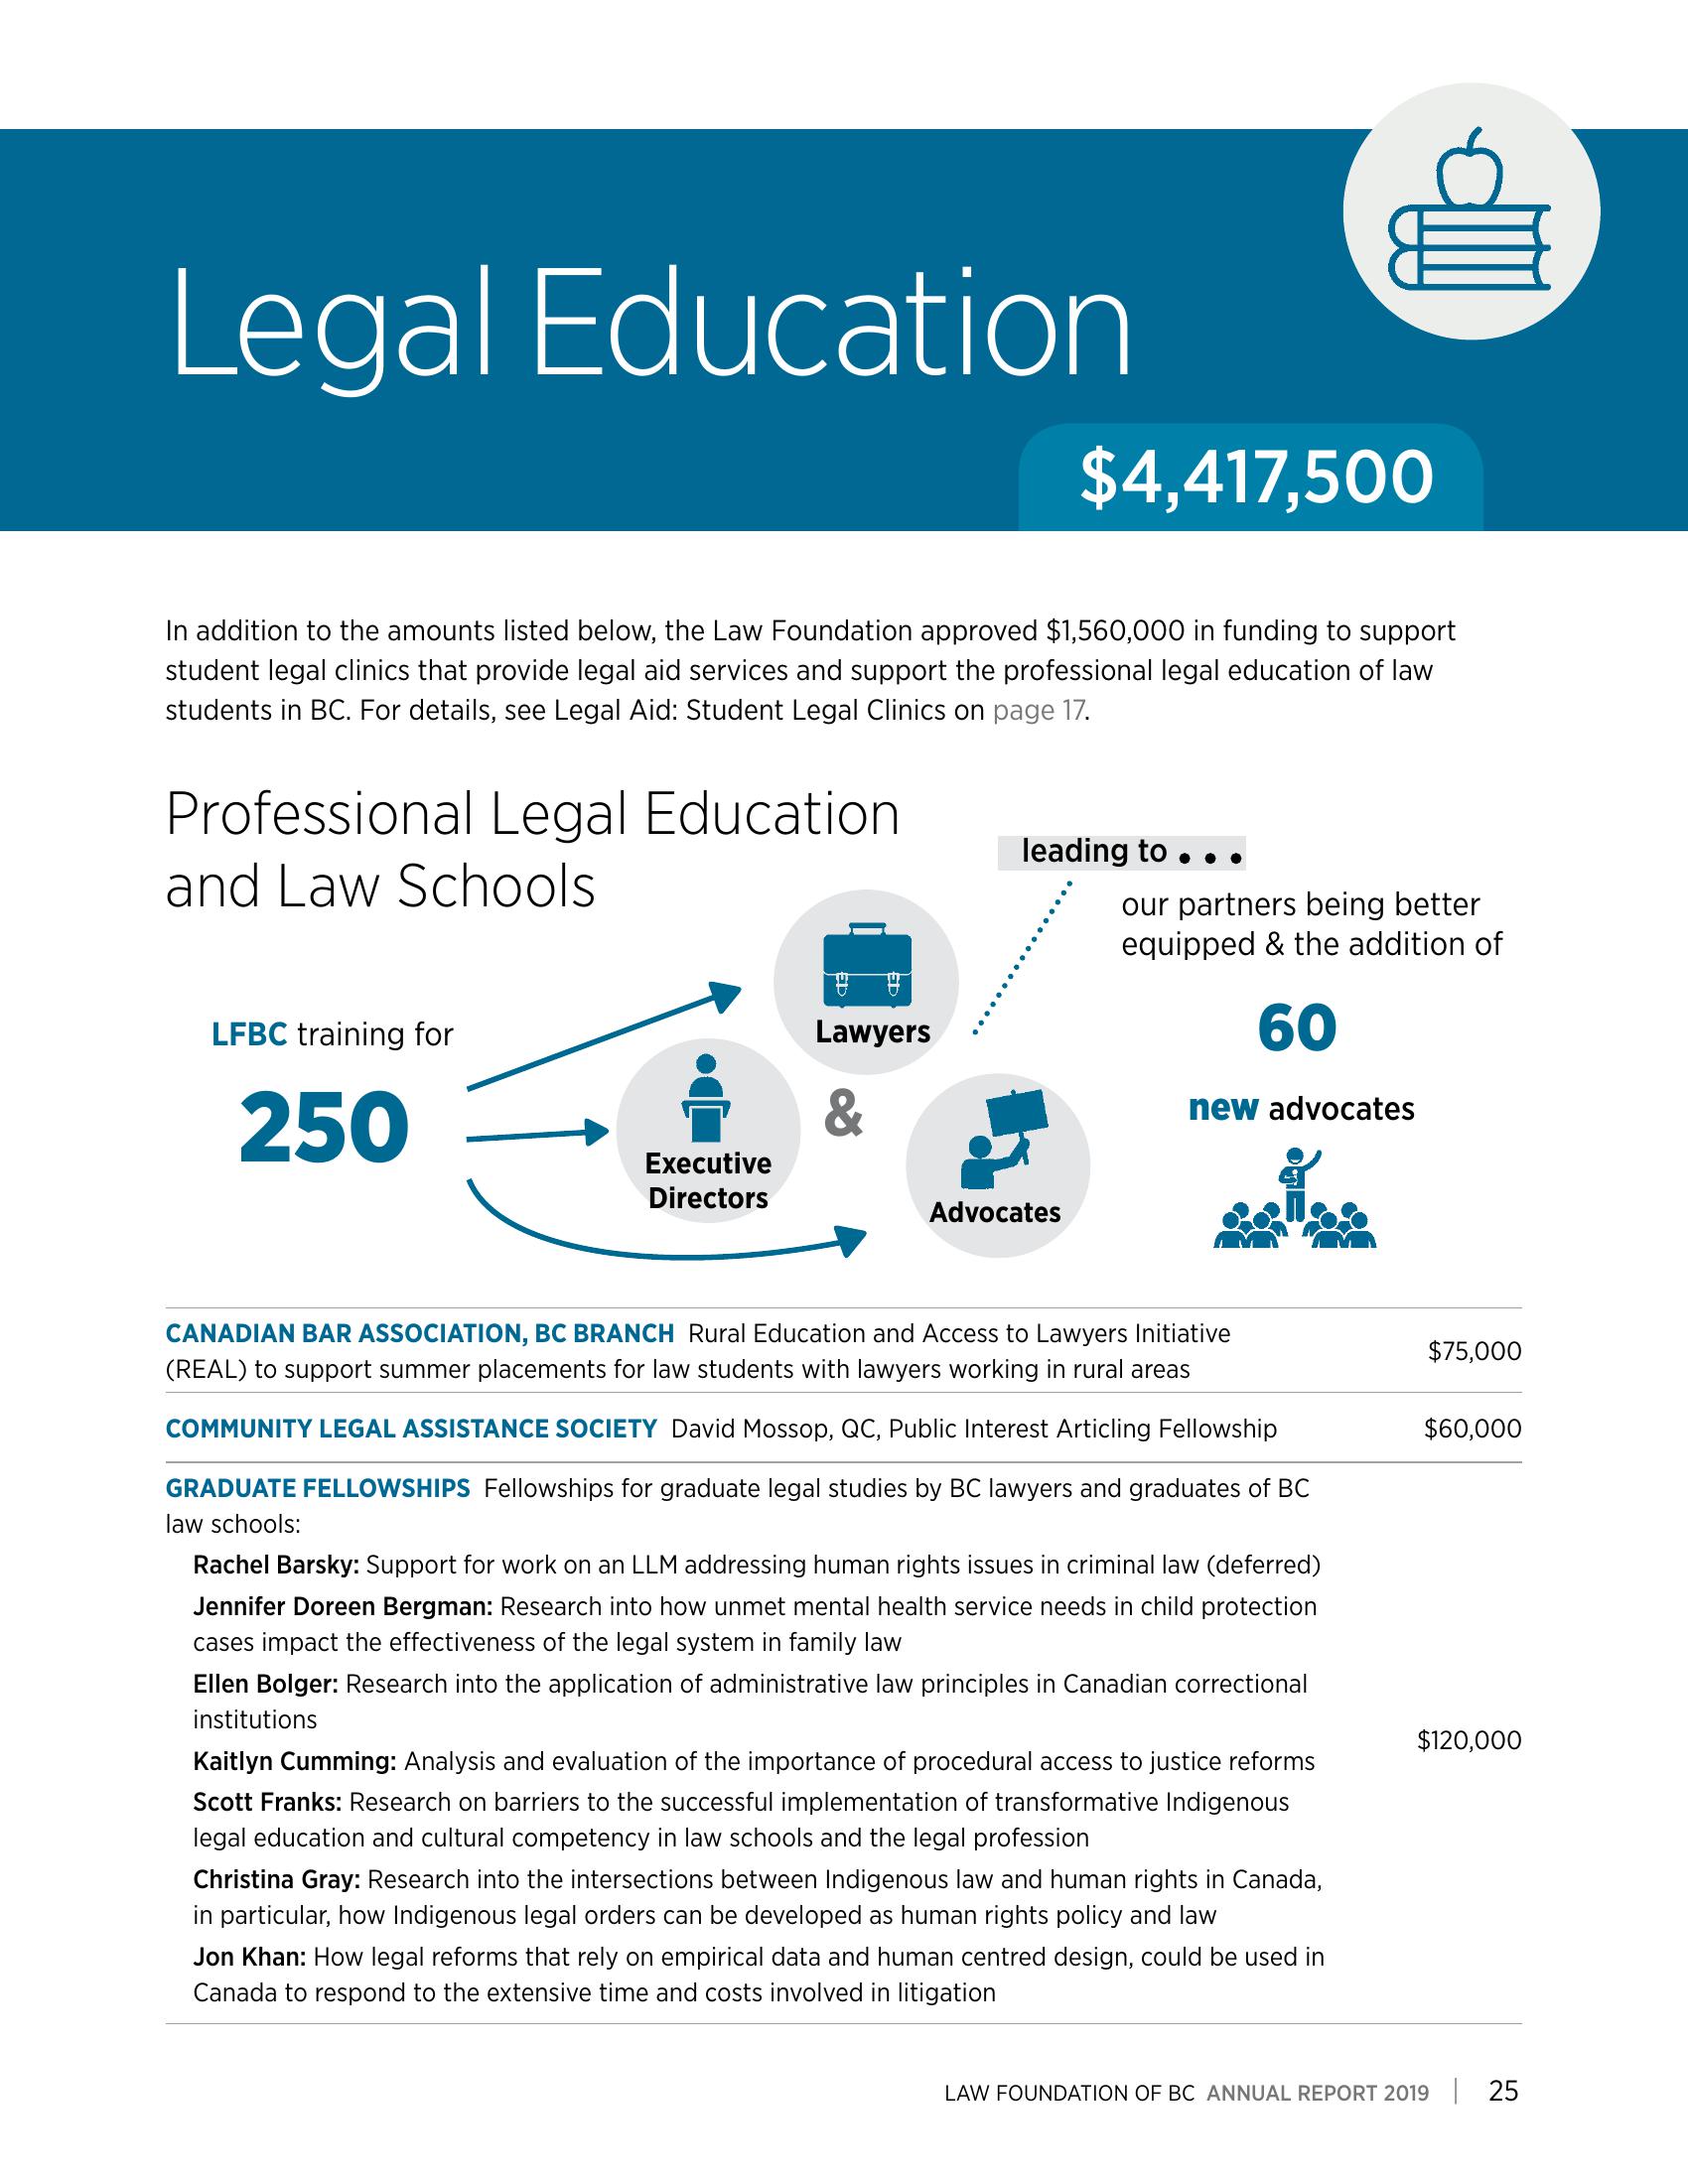 Legal Education
$4,417,500
In addition to the amounts listed below, the Law Foundation approved $1,560,000 in funding to support
student legal clinics that provide legal aid services and support the professional legal education of law
students in BC. For details, see Legal Aid: Student Legal Clinics on page 17.
Professional Legal Education
and Law Schools
LFBC training for
250
Lawyers
Executive
Directors
&
Advocates
leading to . . .
our partners being better
equipped & the addition of
60
new advocates
CANADIAN BAR ASSOCIATION, BC BRANCH Rural Education and Access to Lawyers Initiative
(REAL) to support summer placements for law students with lawyers working in rural areas
$75,000
COMMUNITY LEGAL ASSISTANCE SOCIETY David Mossop, QC, Public Interest Articling Fellowship
$60,000
GRADUATE FELLOWSHIPS Fellowships for graduate legal studies by BC lawyers and graduates of BC
law schools:
Rachel Barsky: Support for work on an LLM addressing human rights issues in criminal law (deferred)
Jennifer Doreen Bergman: Research into how unmet mental health service needs in child protection
cases impact the effectiveness of the legal system in family law
Ellen Bolger: Research into the application of administrative law principles in Canadian correctional
institutions
Kaitlyn Cumming: Analysis and evaluation of the importance of procedural access to justice reforms
Scott Franks: Research on barriers to the successful implementation of transformative Indigenous
legal education and cultural competency in law schools and the legal profession
Christina Gray: Research into the intersections between Indigenous law and human rights in Canada,
in particular, how Indigenous legal orders can be developed as human rights policy and law
Jon Khan: How legal reforms that rely on empirical data and human centred design, could be used in
Canada to respond to the extensive time and costs involved in litigation
$120,000
LAW FOUNDATION OF BC ANNUAL REPORT 2019 | 25